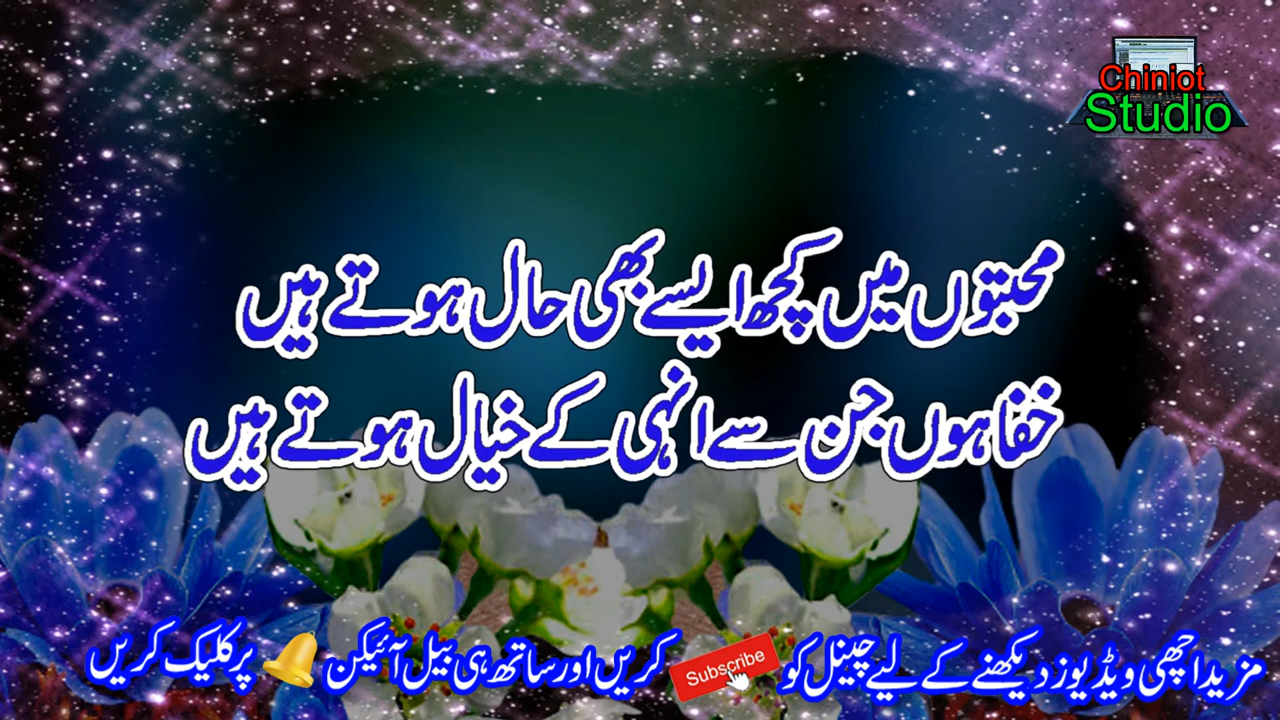 Chiniot
Studio
محبتوں میں کچھ ایسے بھی حال ہوتے ہیں
خفا ہوں جن سے انہی کے خیال ہوتے ہیں
مزید اچھی ویڈیوز دیکھنے کے لیے چینل کو Subscribe کریں اور ساتھ ہی بیل آئیکن پر کلیک کریں